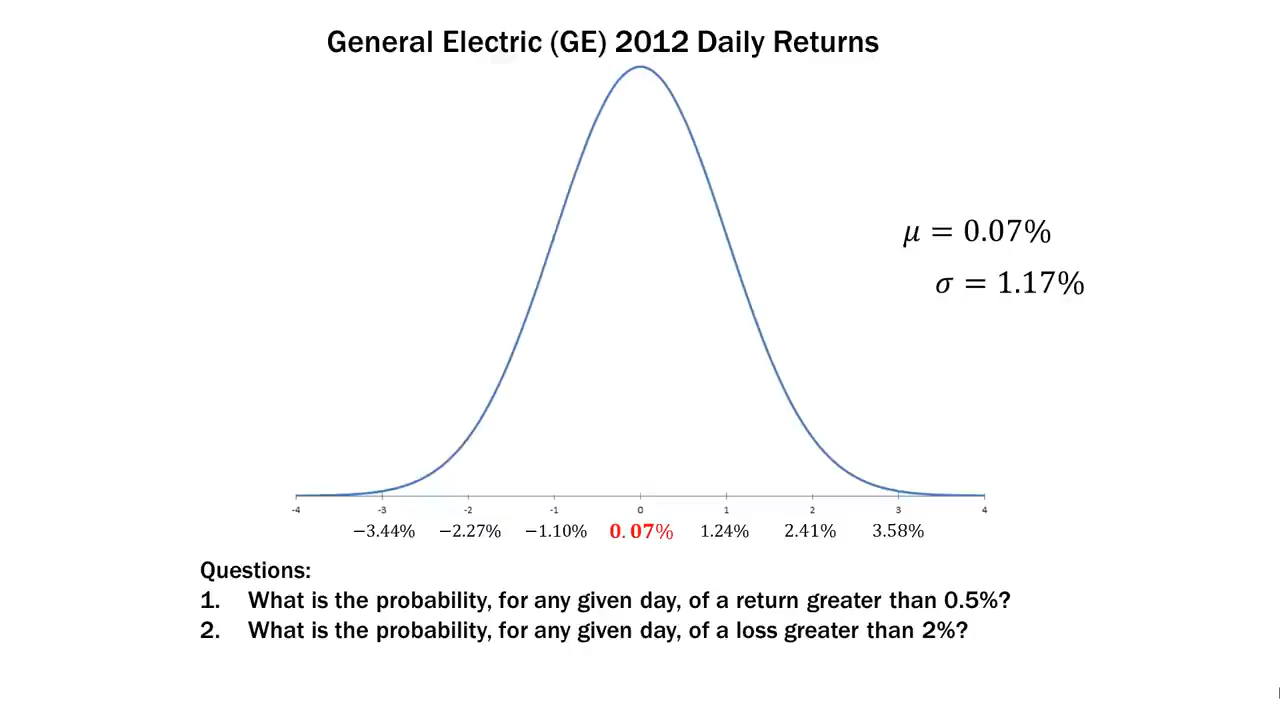 General Electric (GE) 2012 Daily Returns
μ = 0.07%
σ = 1.17%
-4 -3 -2 -1 0 1 2 3 4
−3.44% −2.27% −1.10% 0.07% 1.24% 2.41% 3.58%
Questions:
1. What is the probability, for any given day, of a return greater than 0.5%?
2. What is the probability, for any given day, of a loss greater than 2%?